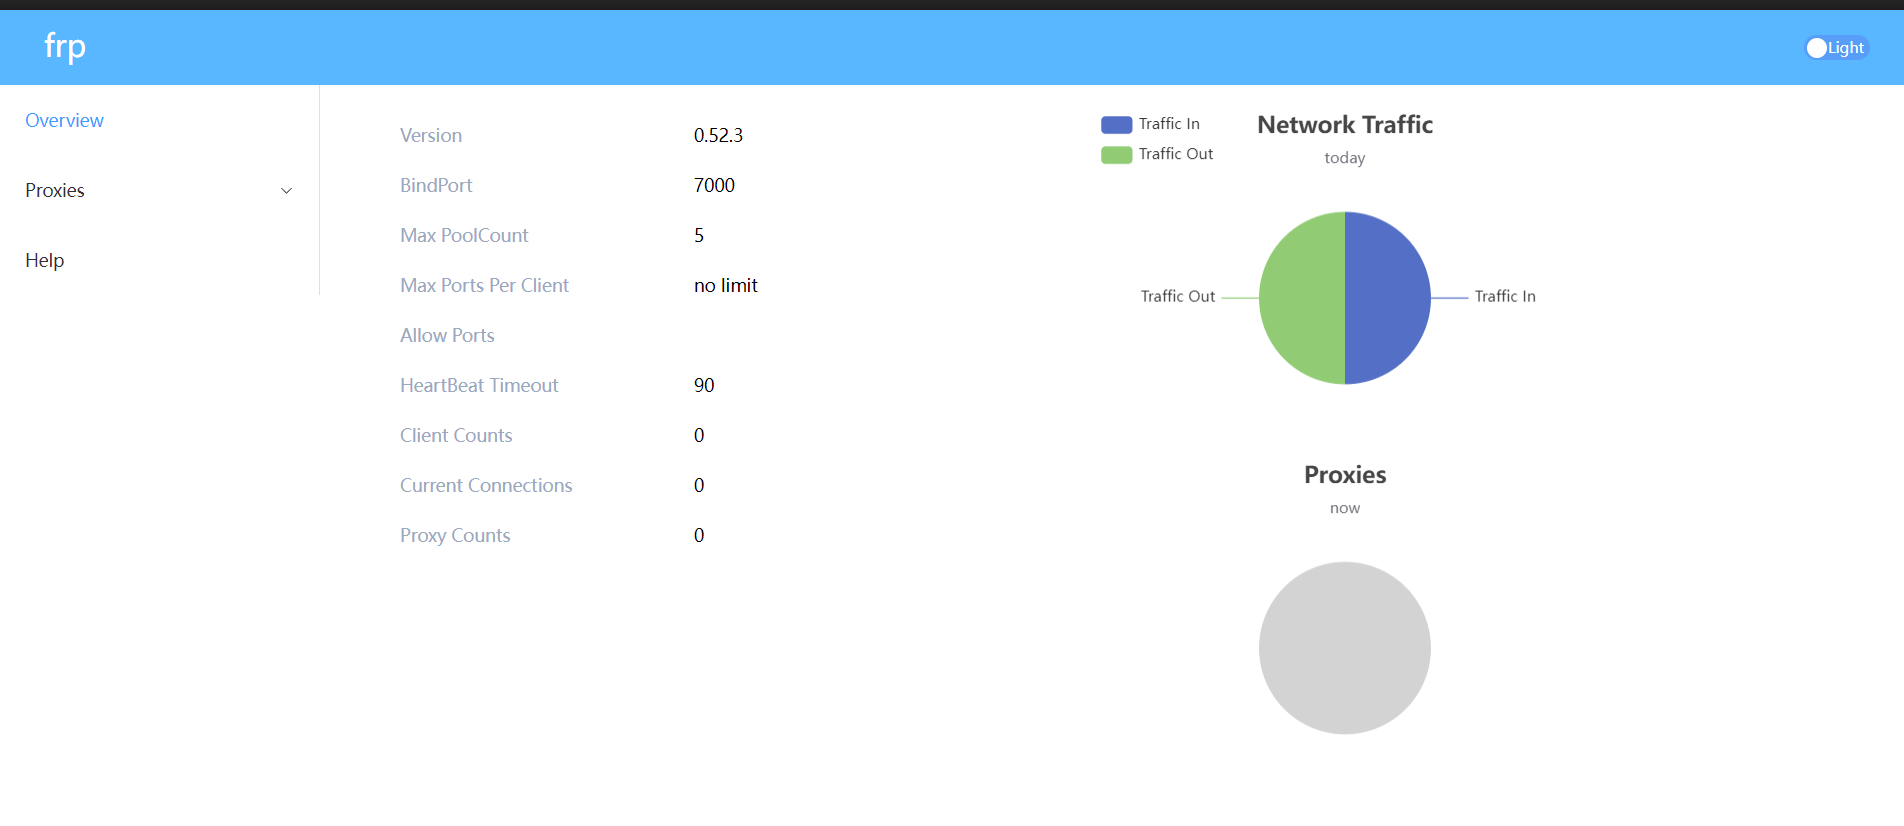 frp
Light
Overview
Proxies
Help
Version 0.52.3
BindPort 7000
Max PoolCount 5
Max Ports Per Client no limit
Allow Ports
HeartBeat Timeout 90
Client Counts 0
Current Connections 0
Proxy Counts 0
Traffic In
Traffic Out
Network Traffic
today
Traffic Out
Traffic In
Proxies
now